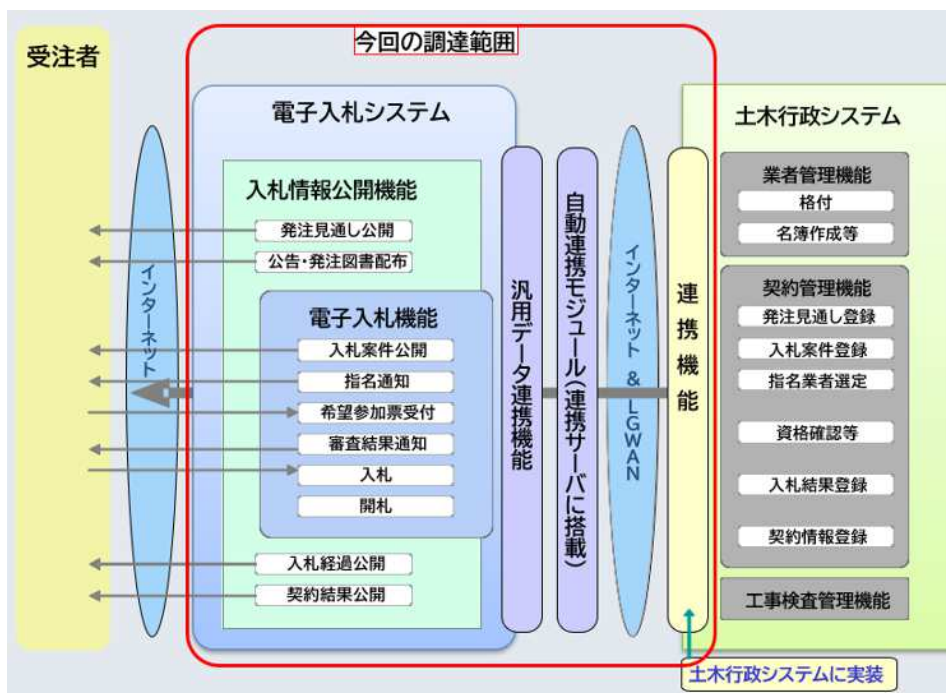 今回の調達範囲
受注者
電子入札システム
土木行政システム
入札情報公開機能
発注見通し公開
公告・発注図書配布
電子入札機能
入札案件公開
指名通知
希望参加票受付
審査結果通知
入札
開札
入札経過公開
契約結果公開
インターネット
汎用データ連携機能
自動連携モジュール(連携サーバに搭載)
インターネット & LGWAN
連携機能
業者管理機能
格付
名簿作成等
契約管理機能
発注見通し登録
入札案件登録
指名業者選定
資格確認等
入札結果登録
契約情報登録
工事検査管理機能
土木行政システムに実装